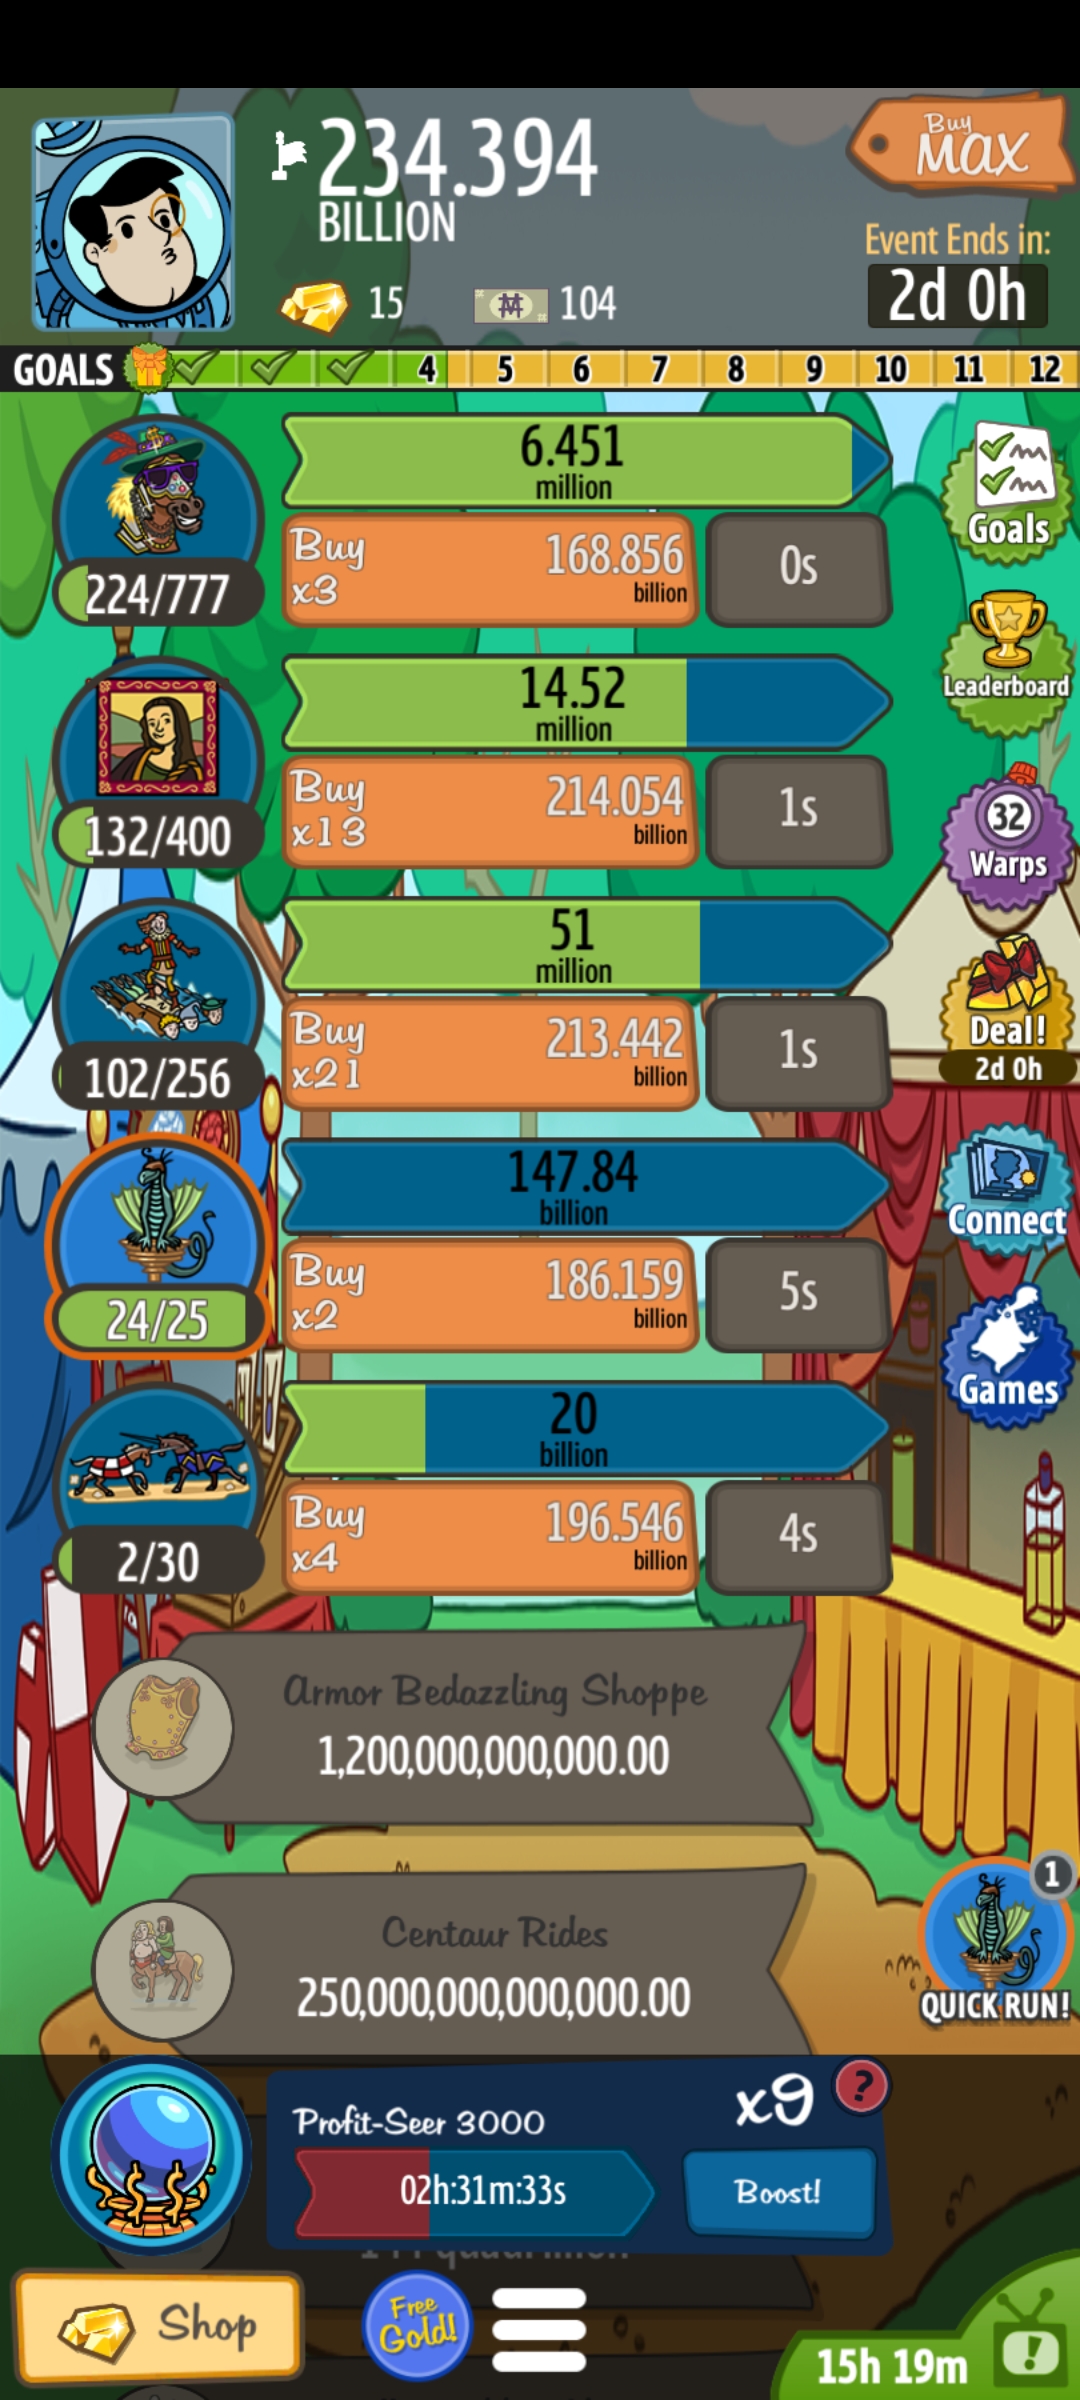 234.394
BILLION
Buy
MAX
Event Ends in:
2d 0h
15
104
GOALS 4 5 6 7 8 9 10 11 12
6.451
million
Buy
x3
168.856
billion
0s
224/777
Goals
14.52
million
Buy
x13
214.054
billion
1s
132/400
Leaderboard
32
Warps
51
million
Buy
x21
213.442
billion
1s
102/256
Deal!
2d 0h
147.84
billion
Buy
x2
186.159
billion
5s
24/25
Connect
20
billion
Buy
x4
196.546
billion
4s
2/30
Games
Armor Bedazzling Shoppe
1,200,000,000,000.00
Centaur Rides
250,000,000,000,000.00
1
QUICK RUN!
Profit-Seer 3000
x9
?
02h:31m:33s
Boost!
Shop
Free
Gold!
15h 19m
!